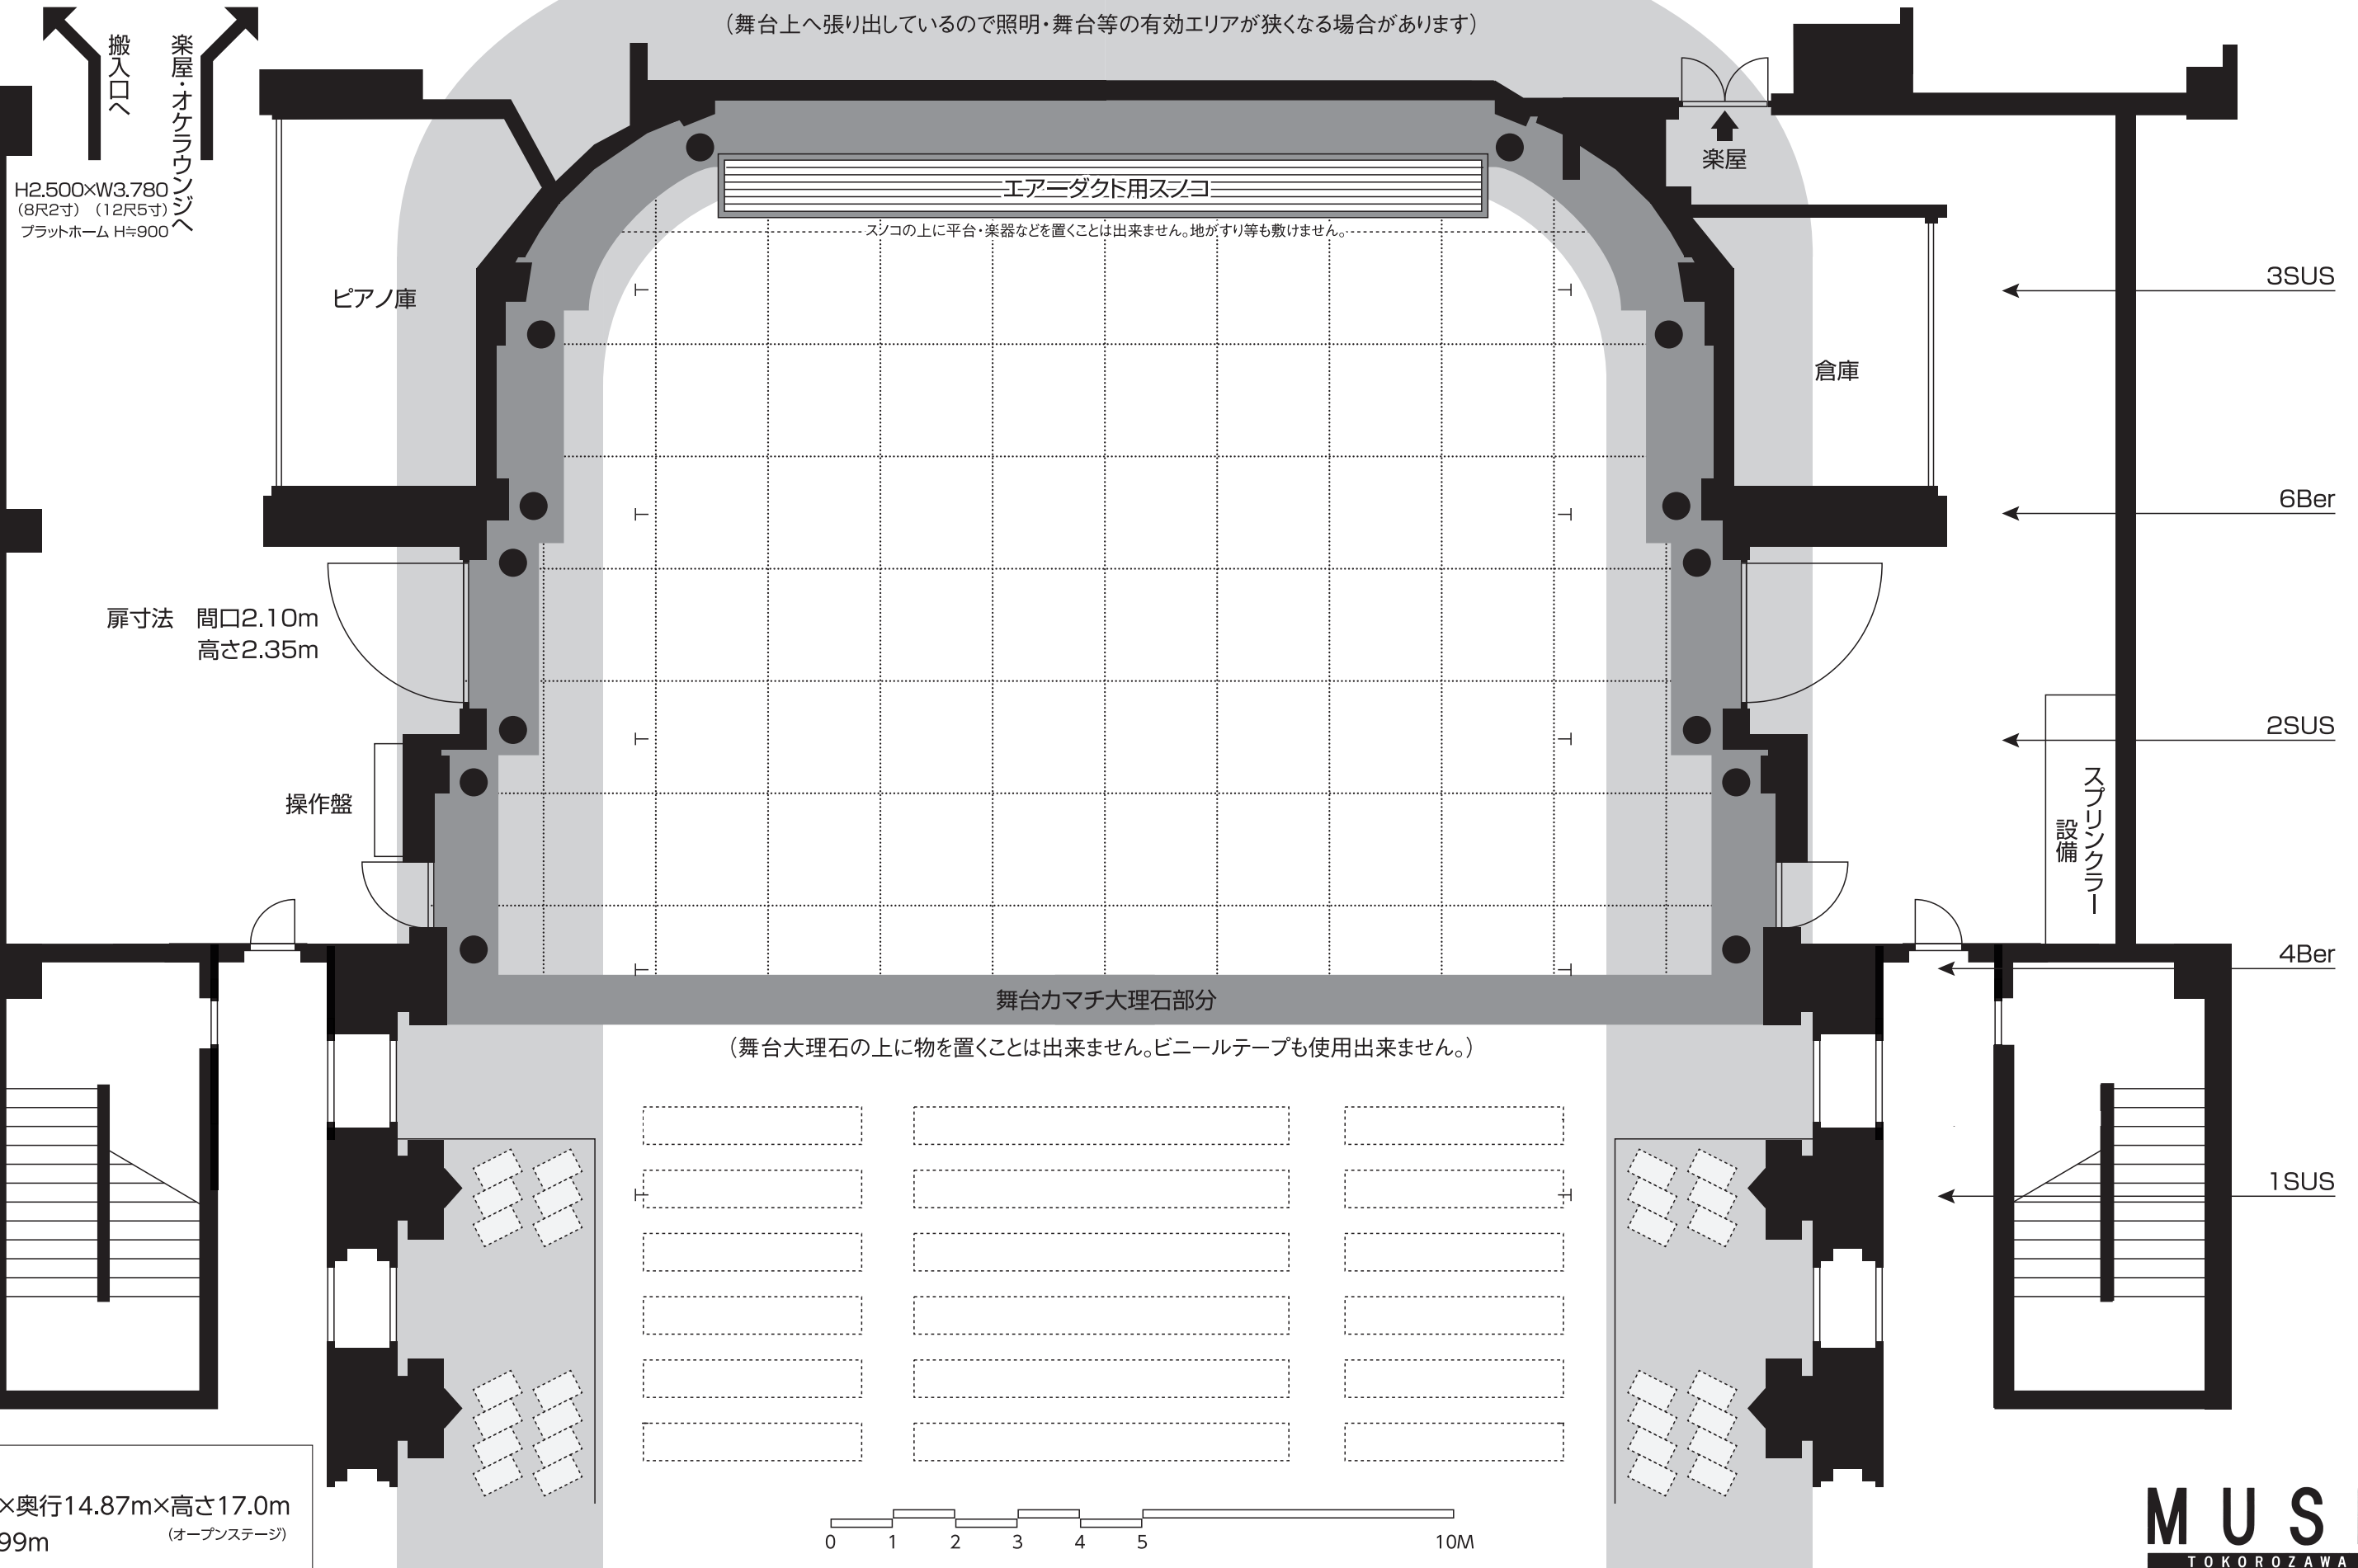 (舞台上へ張り出しているので照明・舞台等の有効エリアが狭くなる場合があります)
搬入口へ
楽屋・オケラウンジへ
H2.500×W3.780
(8尺2寸) (12尺5寸)
プラットホーム H≒900
楽屋
エアーダクト用スノコ
スノコの上に平台・楽器などを置くことは出来ません。地がすり等も敷けません。
ピアノ庫
3SUS
倉庫
6Ber
扉寸法 間口2.10m
高さ2.35m
2SUS
操作盤
スプリンクラー
設備
4Ber
舞台カマチ大理石部分
(舞台大理石の上に物を置くことは出来ません。ビニールテープも使用出来ません。)
1SUS
×奥行14.87m×高さ17.0m
(オープンステージ)
99m
0 1 2 3 4 5 10M
MUS
TOKOROZAWA